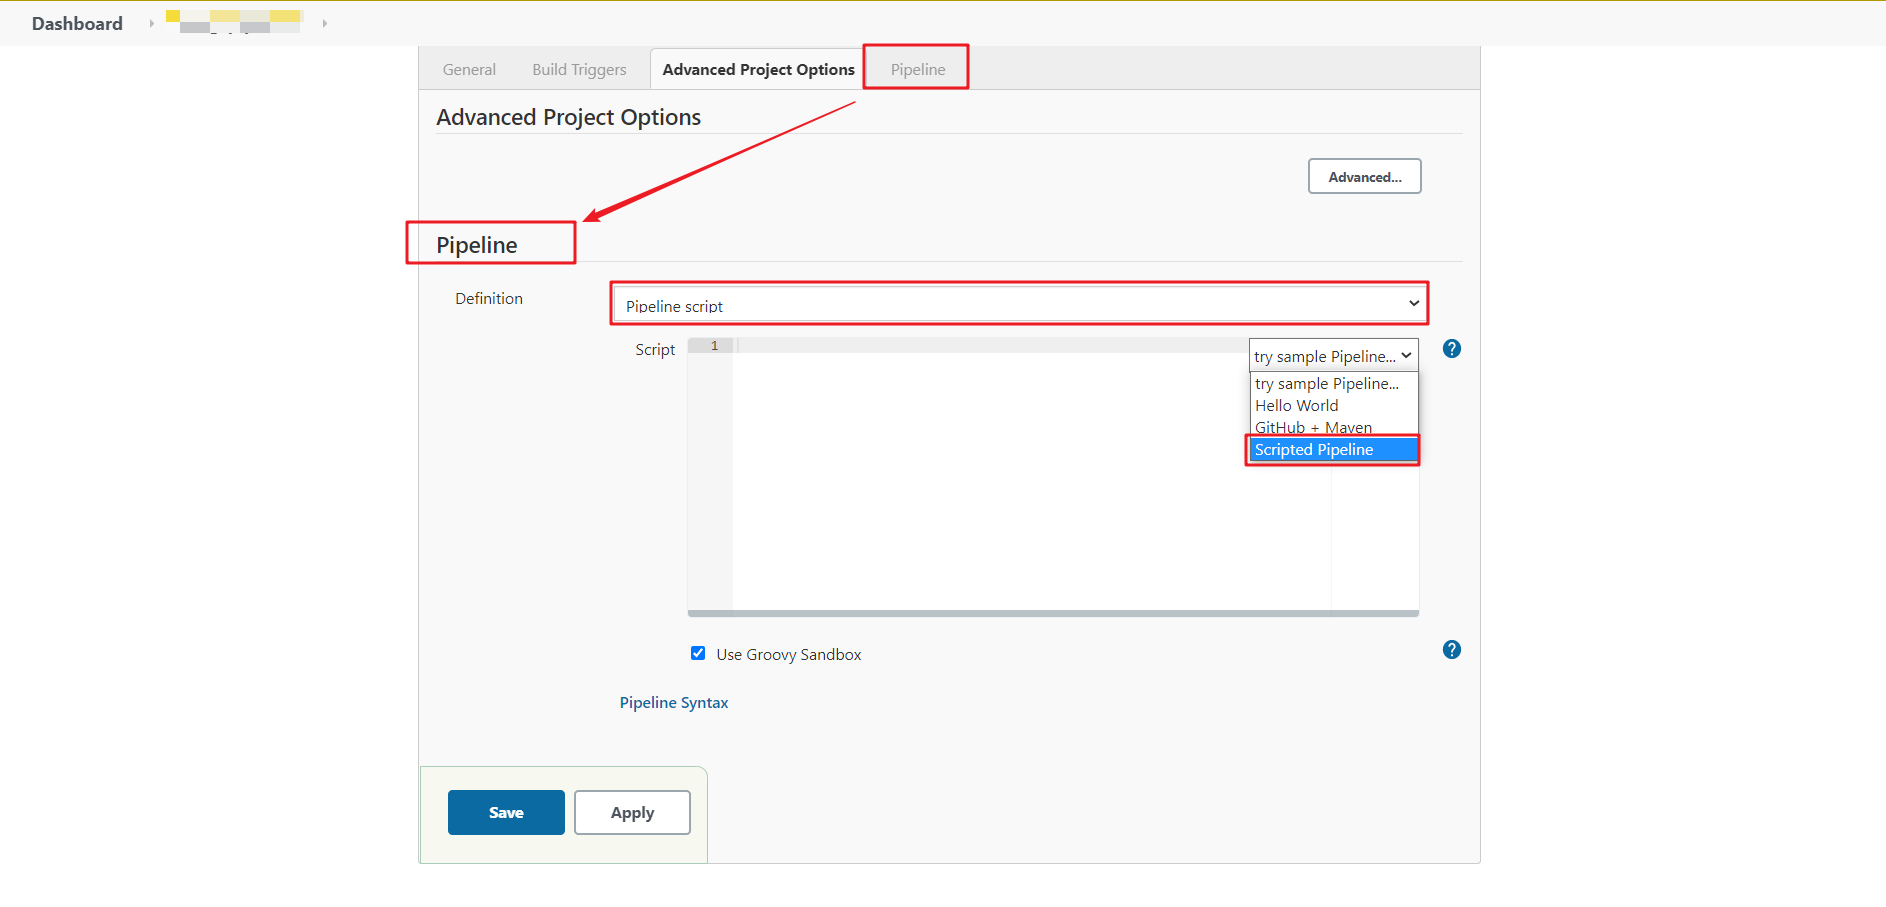 Dashboard
General Build Triggers Advanced Project Options Pipeline
Advanced Project Options
Advanced...
Pipeline
Definition
Pipeline script
Script
1
try sample Pipeline...
?
try sample Pipeline...
Hello World
GitHub + Maven
Scripted Pipeline
Use Groovy Sandbox
?
Pipeline Syntax
Save Apply